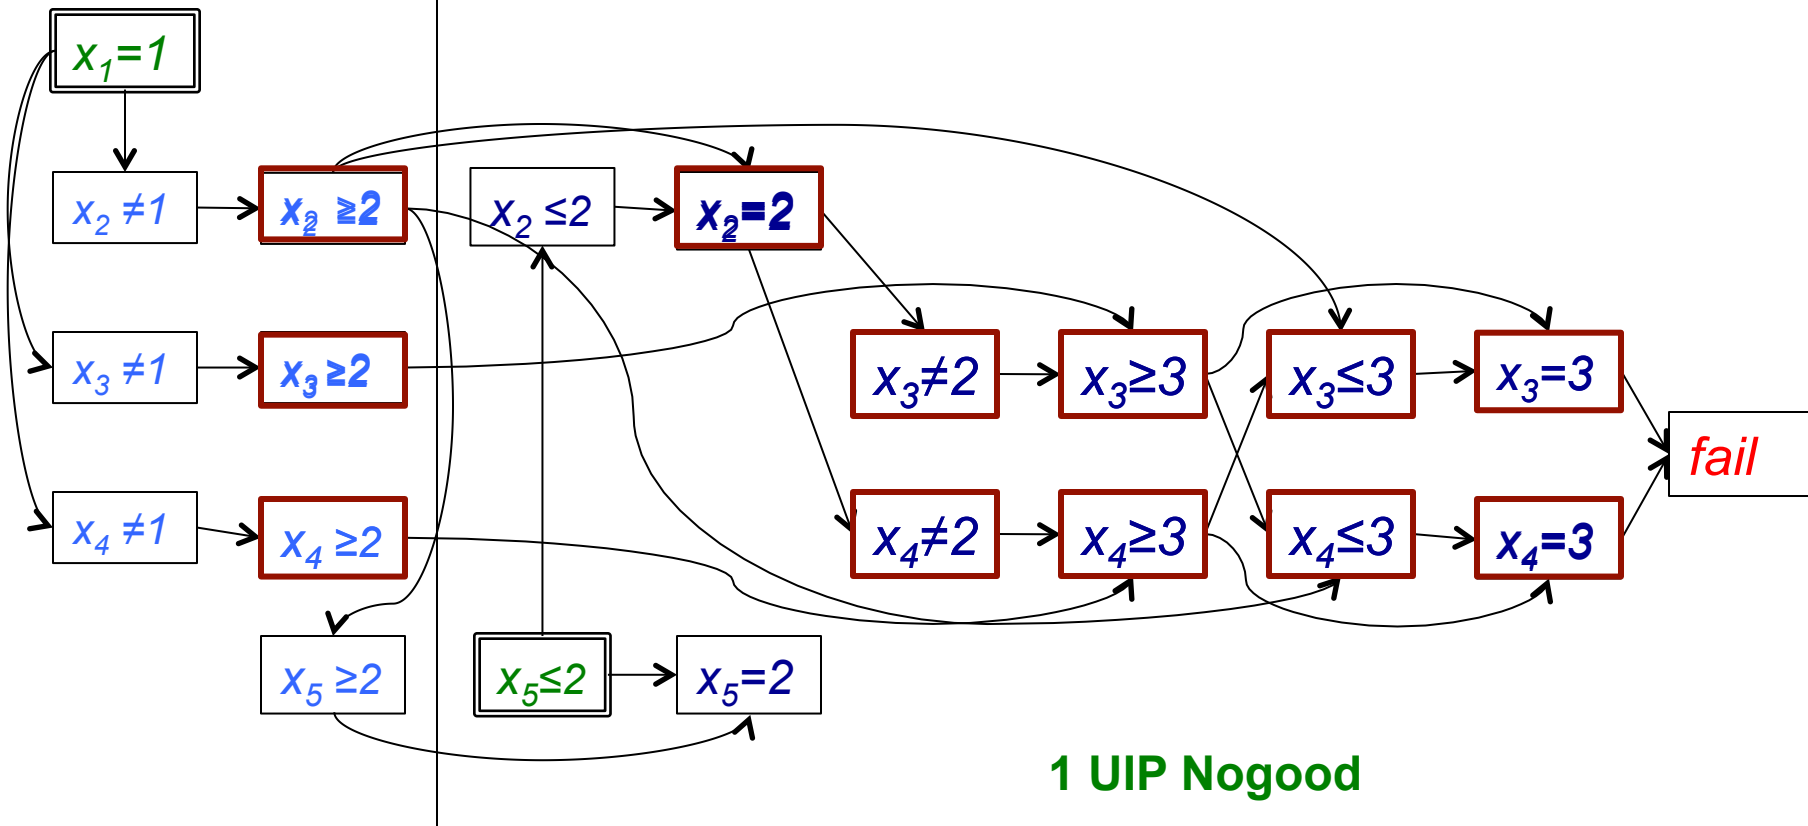 x₁=1
x₂ ≠1
x₂ ≥2
x₂ ≤2
x₂=2
x₃ ≠1
x₃ ≥2
x₃≠2
x₃≥3
x₃≤3
x₃=3
fail
x₄ ≠1
x₄ ≥2
x₄≠2
x₄≥3
x₄≤3
x₄=3
x₅ ≥2
x₅≤2
x₅=2
1 UIP Nogood